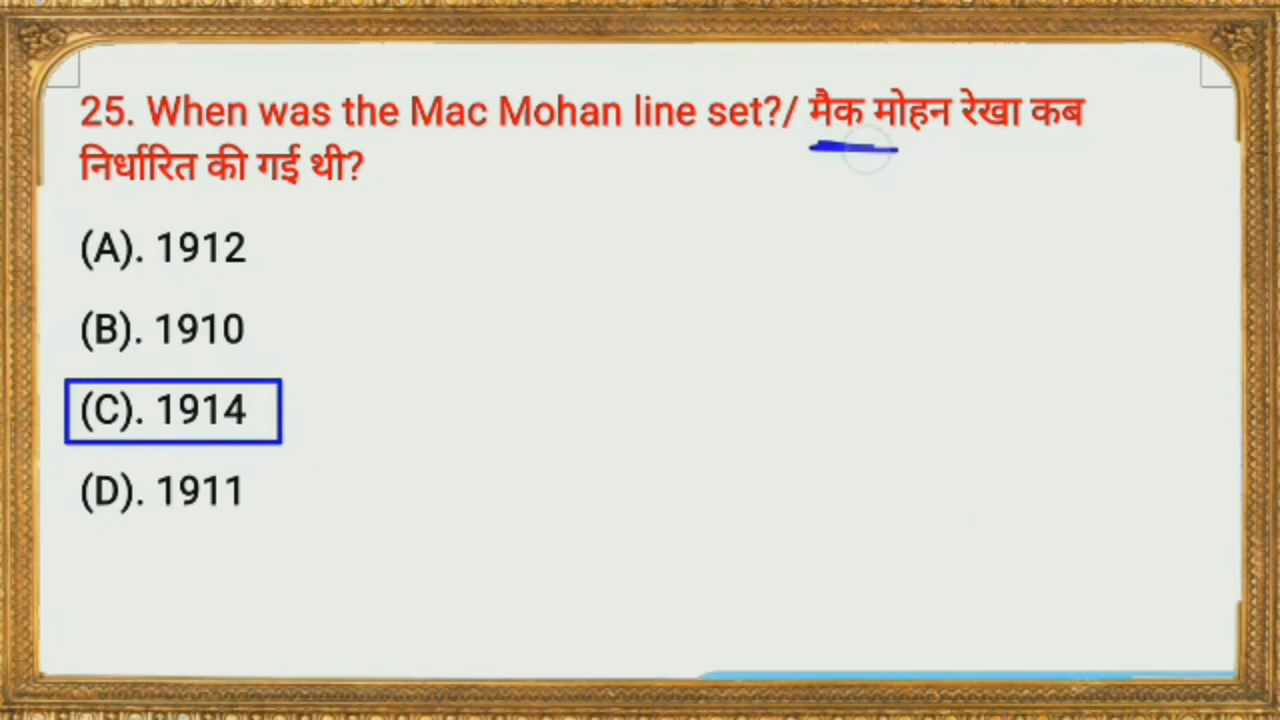 25. When was the Mac Mohan line set?/ मैक मोहन रेखा कब
निर्धारित की गई थी?
(A). 1912
(B). 1910
(C). 1914
(D). 1911